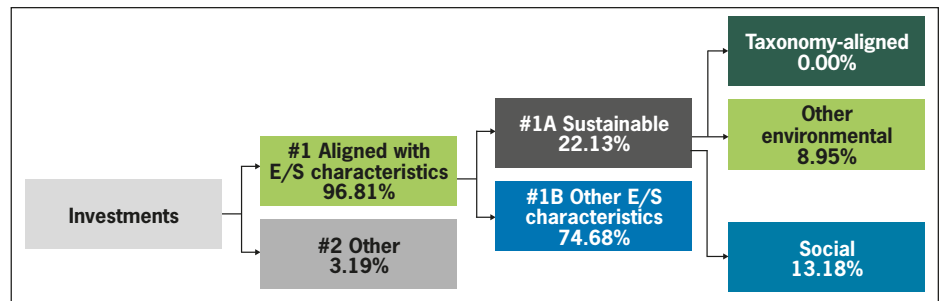 Investments
#1 Aligned with
E/S characteristics
96.81%
#2 Other
3.19%
#1A Sustainable
22.13%
#1B Other E/S
characteristics
74.68%
Taxonomy-aligned
0.00%
Other
environmental
8.95%
Social
13.18%